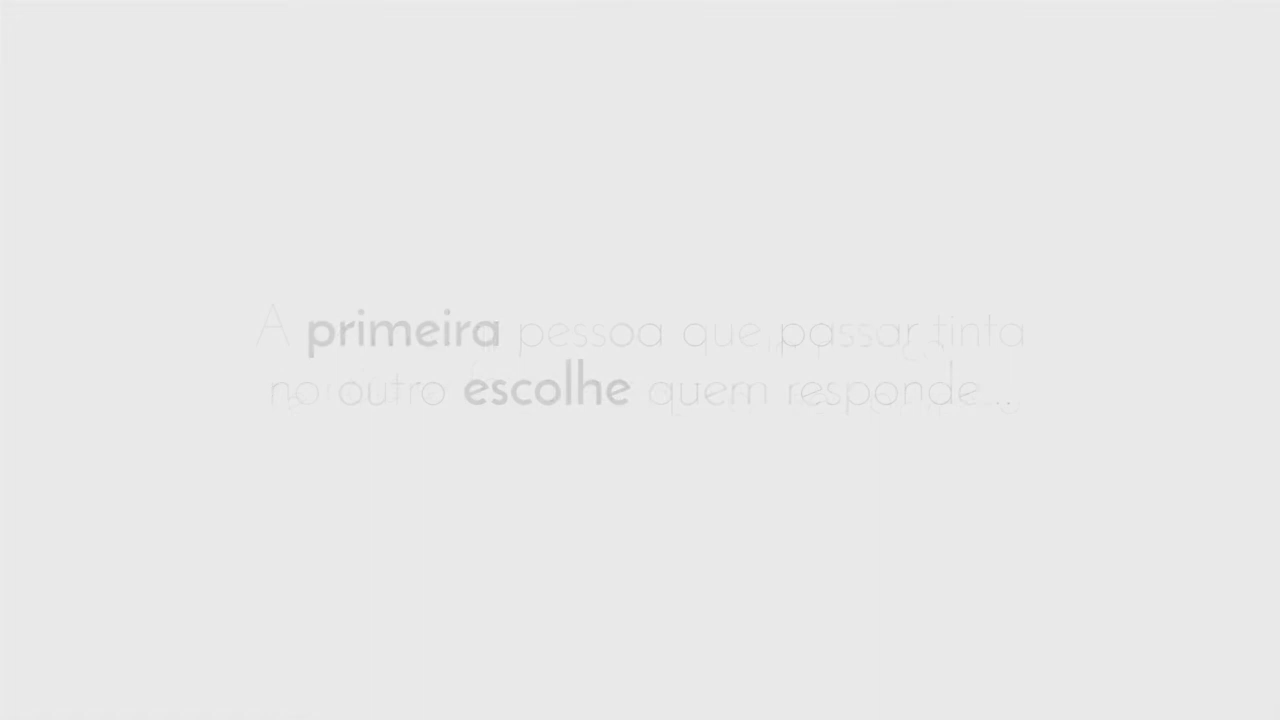 A primeira pessoa que passar tinta
no outro escolhe quem responde...